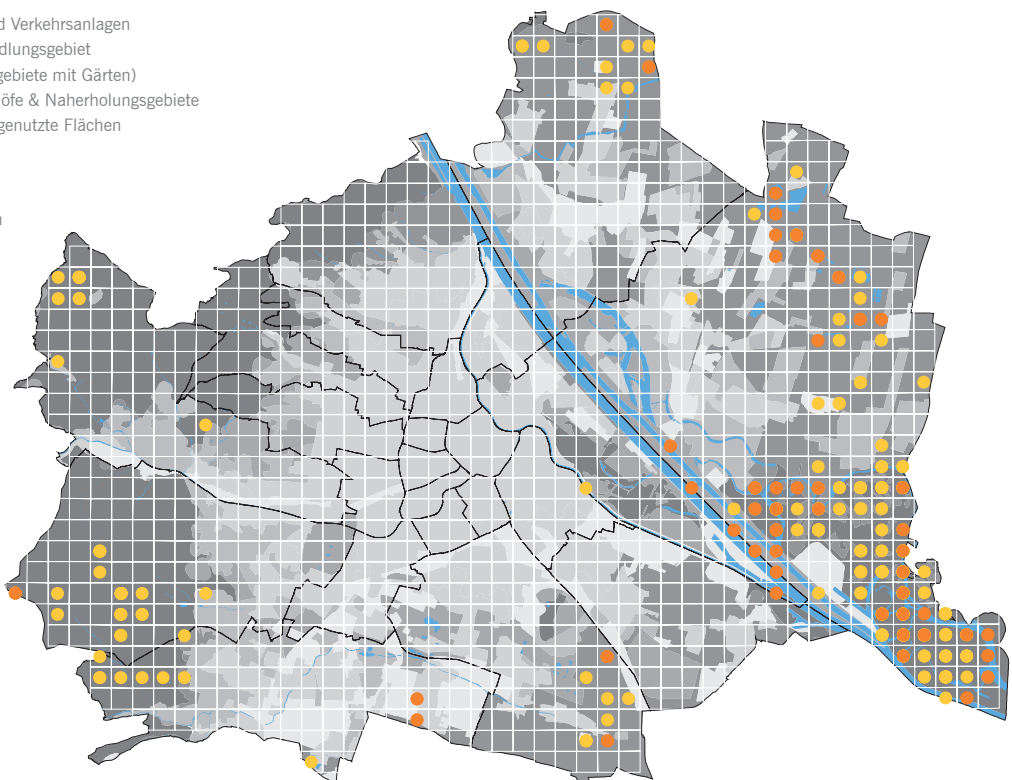 d Verkehrsanlagen
dlungsgebiet
gebiete mit Gärten)
öfe & Naherholungsgebiete
genutzte Flächen
n